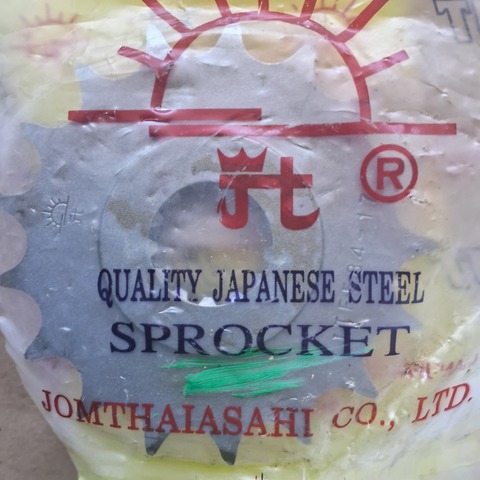 Jt ®
QUALITY JAPANESE STEEL
SPROCKET
JOMTHAIASAHI CO., LTD.